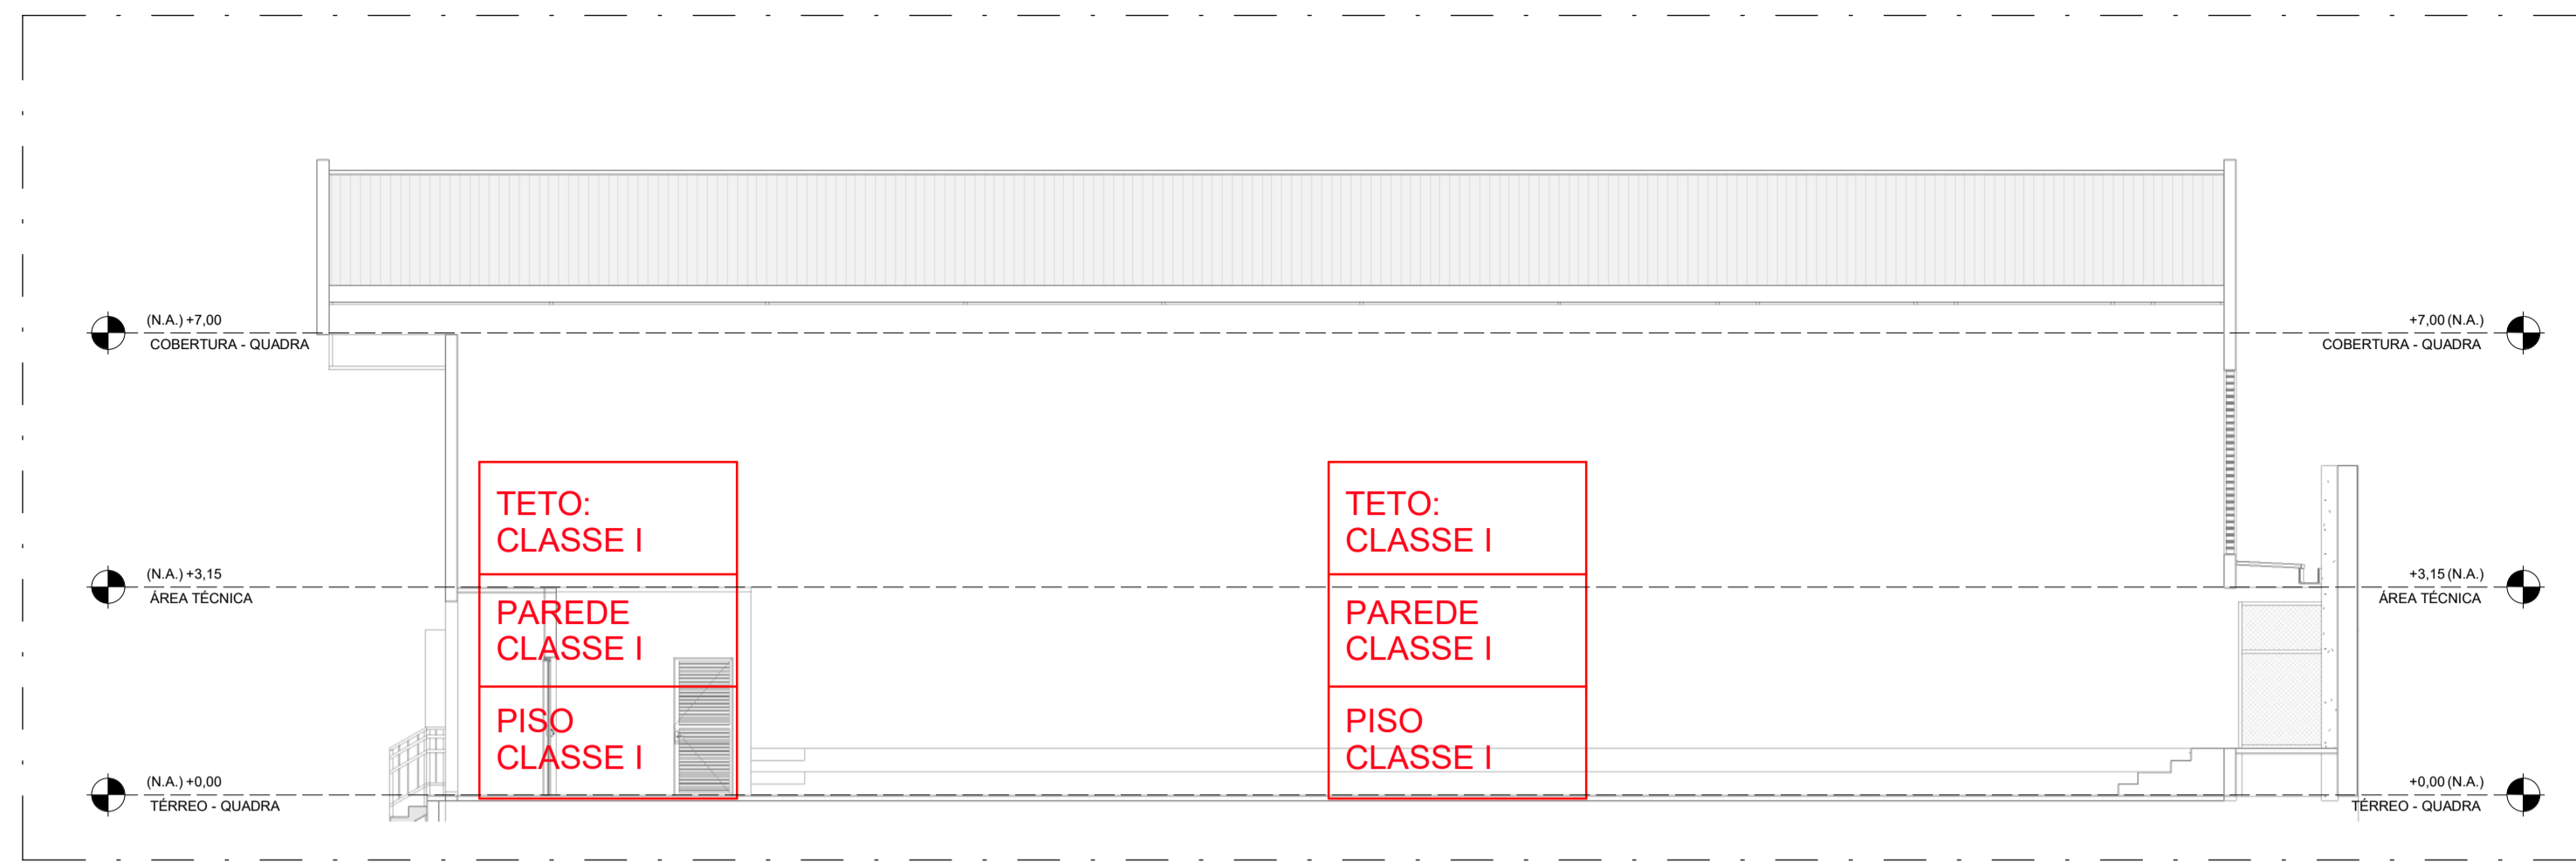 (N.A.) +7,00
COBERTURA - QUADRA
+7,00 (N.A.)
COBERTURA - QUADRA
TETO:
CLASSE I
TETO:
CLASSE I
(N.A.) +3,15
ÁREA TÉCNICA
+3,15 (N.A.)
ÁREA TÉCNICA
PAREDE
CLASSE I
PAREDE
CLASSE I
PISO
CLASSE I
PISO
CLASSE I
(N.A.) +0,00
TÉRREO - QUADRA
+0,00 (N.A.)
TÉRREO - QUADRA